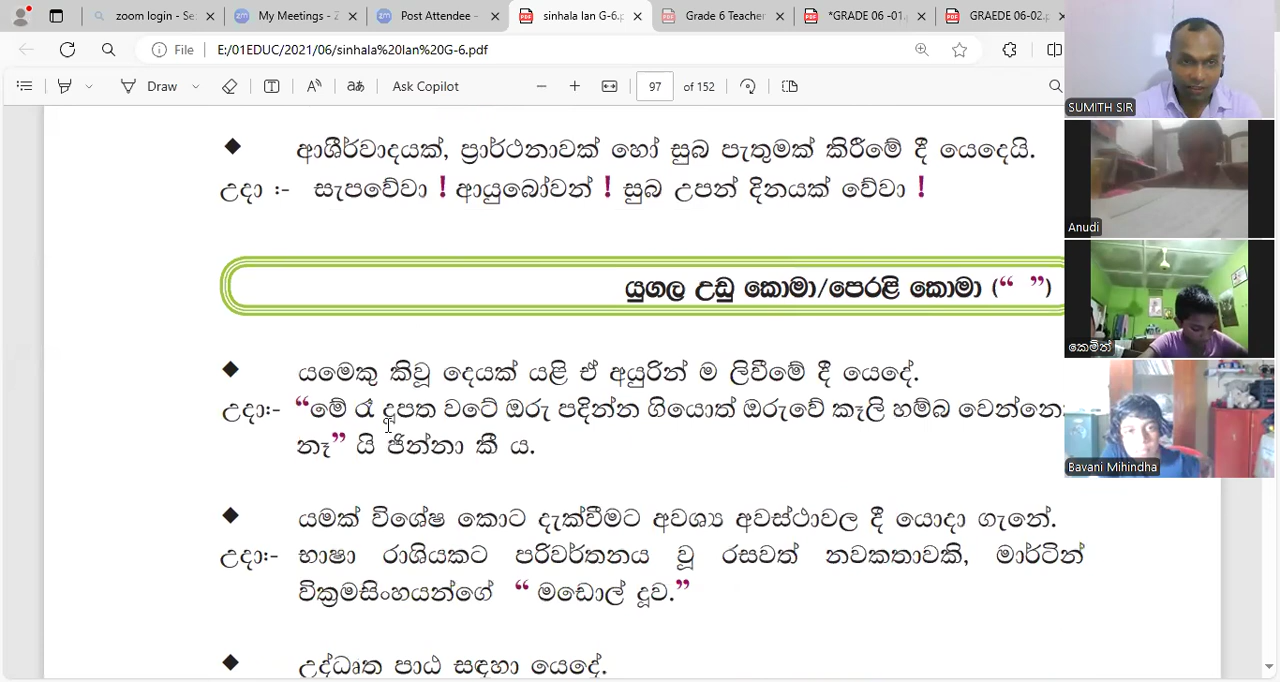 zoom login - Se:
My Meetings - Z
Post Attendee -
sinhala lan G-6.p
Grade 6 Teacher
*GRADE 06 -01.p
GRAEDE 06-02.p
File
E:/01EDUC/2021/06/sinhala%20lan%20G-6.pdf
Draw
Ask Copilot
97 of 152
SUMITH SIR
Anudi
කෙමින්
Bavani Mihindha
ආශීර්වාදයක්, ප්‍රාර්ථනාවක් හෝ සුබ පැතුමක් කිරීමේ දී යෙදෙයි.
උදා :- සැපවේවා ! ආයුබෝවන් ! සුබ උපන් දිනයක් වේවා !
යුගල උඩු කොමා/පෙරළි කොමා (“ ”)
යමෙකු කිවූ දෙයක් යළි ඒ අයුරින් ම ලිවීමේ දී යෙදේ.
උදා:- “මේ රෑ දූපත වටේ ඔරු පදින්න ගියොත් ඔරුවේ කෑලි හම්බ වෙන්නෙ
නෑ” යි ජින්නා කී ය.
යමක් විශේෂ කොට දැක්වීමට අවශ්‍ය අවස්ථාවල දී යොදා ගැනේ.
උදා:- භාෂා රාශියකට පරිවර්තනය වූ රසවත් නවකතාවකි, මාර්ටින්
වික්‍රමසිංහයන්ගේ “ මඩොල් දූව.”
උද්ධෘත පාඨ සඳහා යෙදේ.